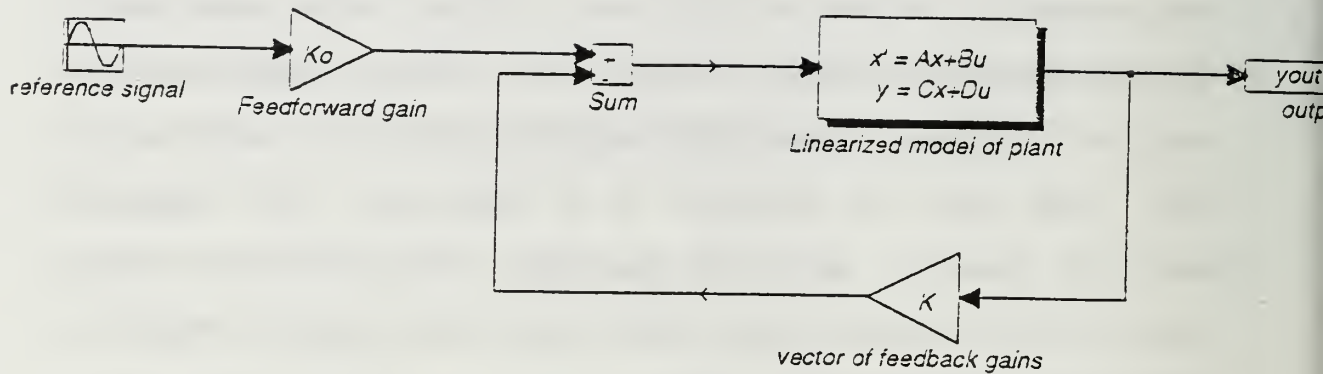 reference signal
Ko
Feedforward gain
+
-
Sum
x' = Ax+Bu
y = Cx+Du
Linearized model of plant
yout
outp
K
vector of feedback gains